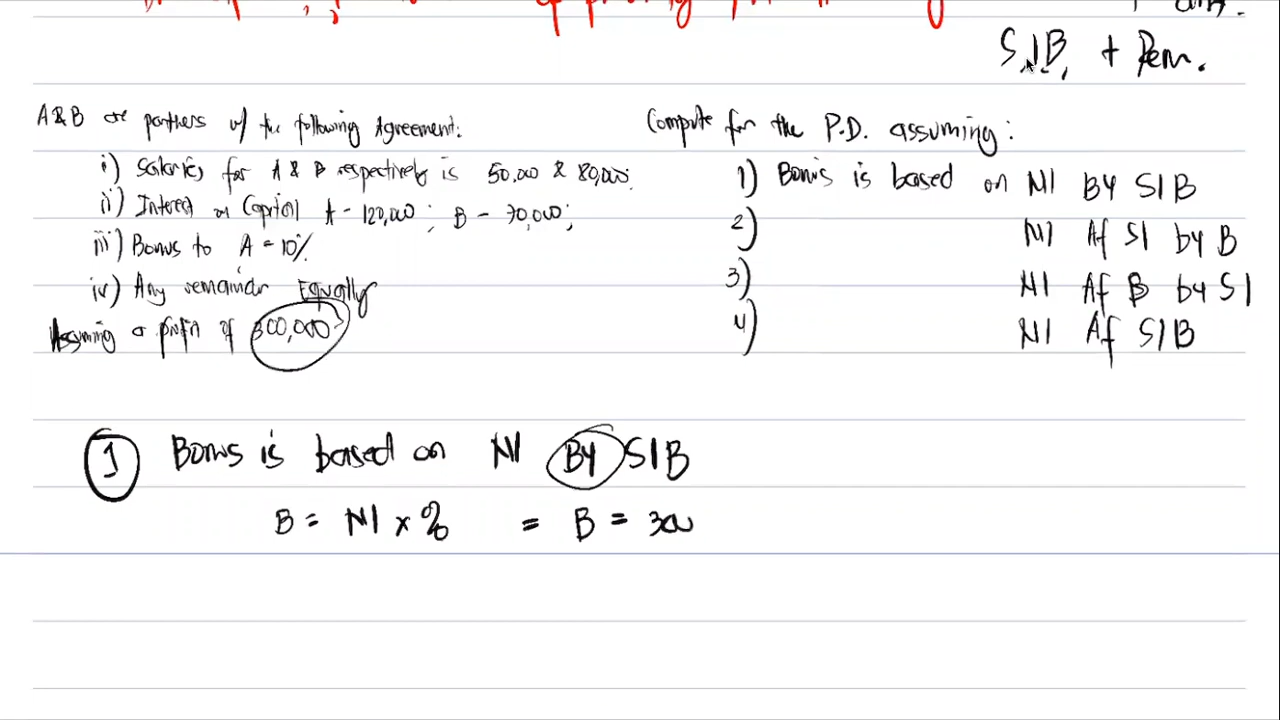 S I B + Rem.
A & B are partners w/ the following Agreement:
i) Salaries for A & B respectively is 50,000 & 80,000.
ii) Interest on Capital A - 120,000; B - 70,000;
iii) Bonus to A = 10%
iv) Any remainder Equally
Assuming a profit of 300,000
Compute for the P.D. assuming:
1) Bonus is based on NI BY SIB
2) NI Af SI by B
3) NI Af B by SI
4) NI Af SIB
1 Bonus is based on NI BY SIB
B = NI x % = B = 300